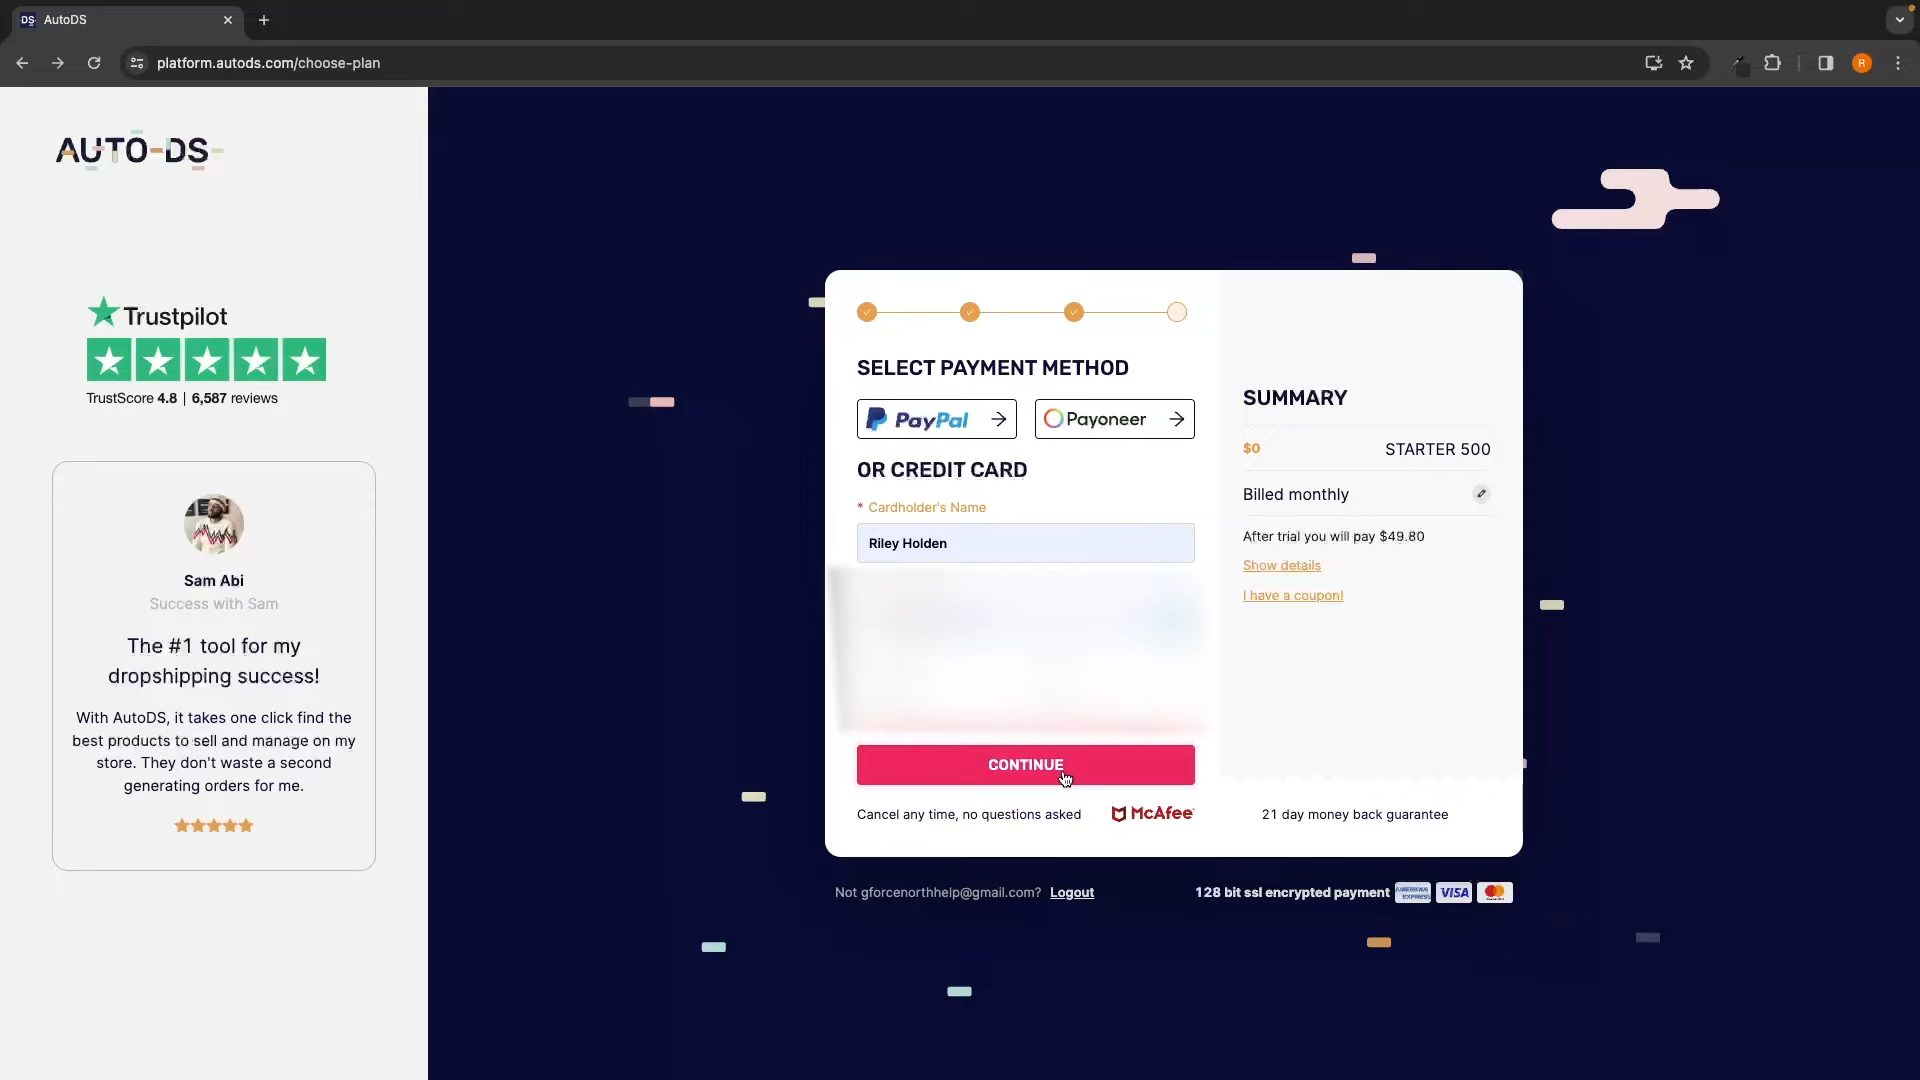 DS
AutoDS
platform.autods.com/choose-plan
R
AUTO-DS
Trustpilot
TrustScore 4.8 | 6,587 reviews
Sam Abi
Success with Sam
The #1 tool for my
dropshipping success!
With AutoDS, it takes one click find the
best products to sell and manage on my
store. They don't waste a second
generating orders for me.
SELECT PAYMENT METHOD
PayPal
Payoneer
OR CREDIT CARD
* Cardholder's Name
Riley Holden
CONTINUE
Cancel any time, no questions asked
McAfee
SUMMARY
$0 STARTER 500
Billed monthly
After trial you will pay $49.80
Show details
I have a coupon!
21 day money back guarantee
Not gforcenorthhelp@gmail.com? Logout
128 bit ssl encrypted payment
AMERICAN EXPRESS
VISA